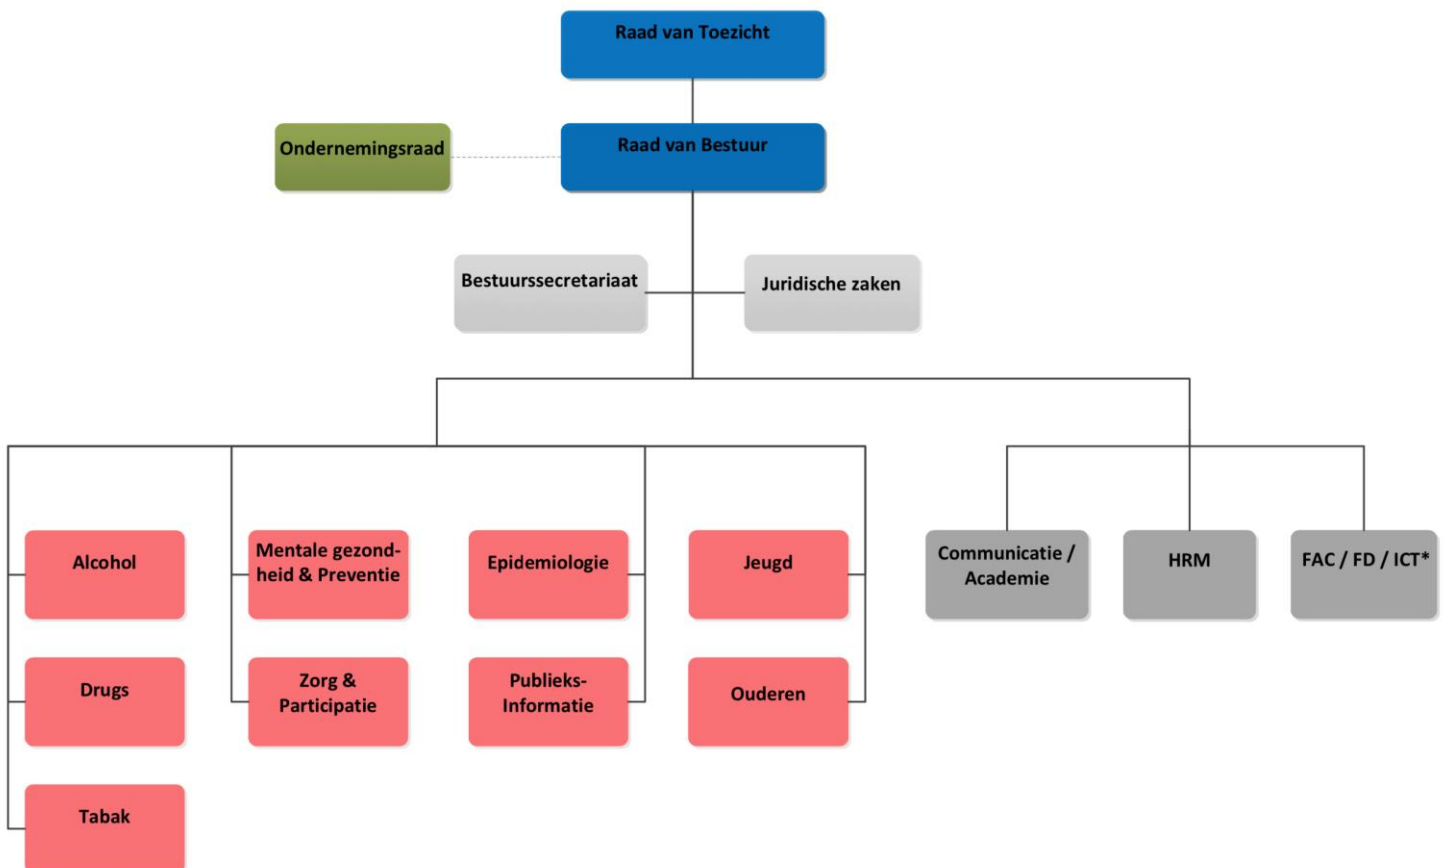 Raad van Toezicht
Ondernemingsraad
Raad van Bestuur
Bestuurssecretariaat
Juridische zaken
Alcohol
Mentale gezond-
heid & Preventie
Epidemiologie
Jeugd
Communicatie /
Academie
HRM
FAC / FD / ICT*
Drugs
Zorg &
Participatie
Publieks-
Informatie
Ouderen
Tabak